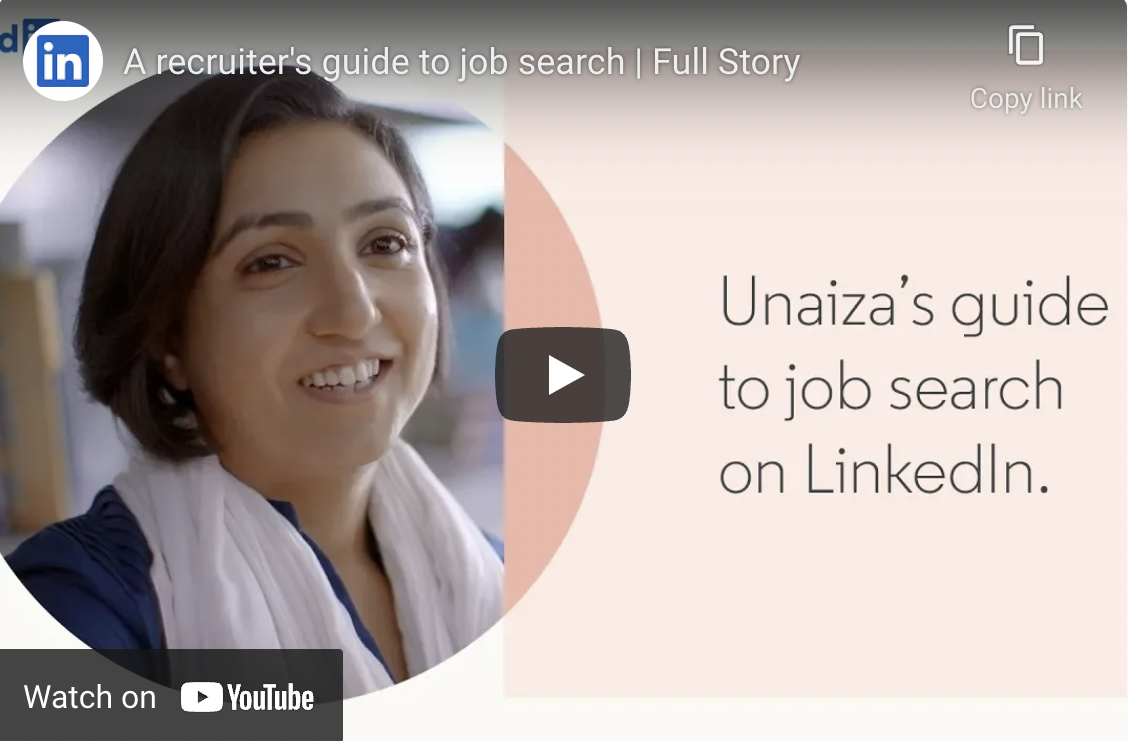 in
A recruiter's guide to job search | Full Story
Copy link
Unaiza’s guide
to job search
on LinkedIn.
Watch on YouTube